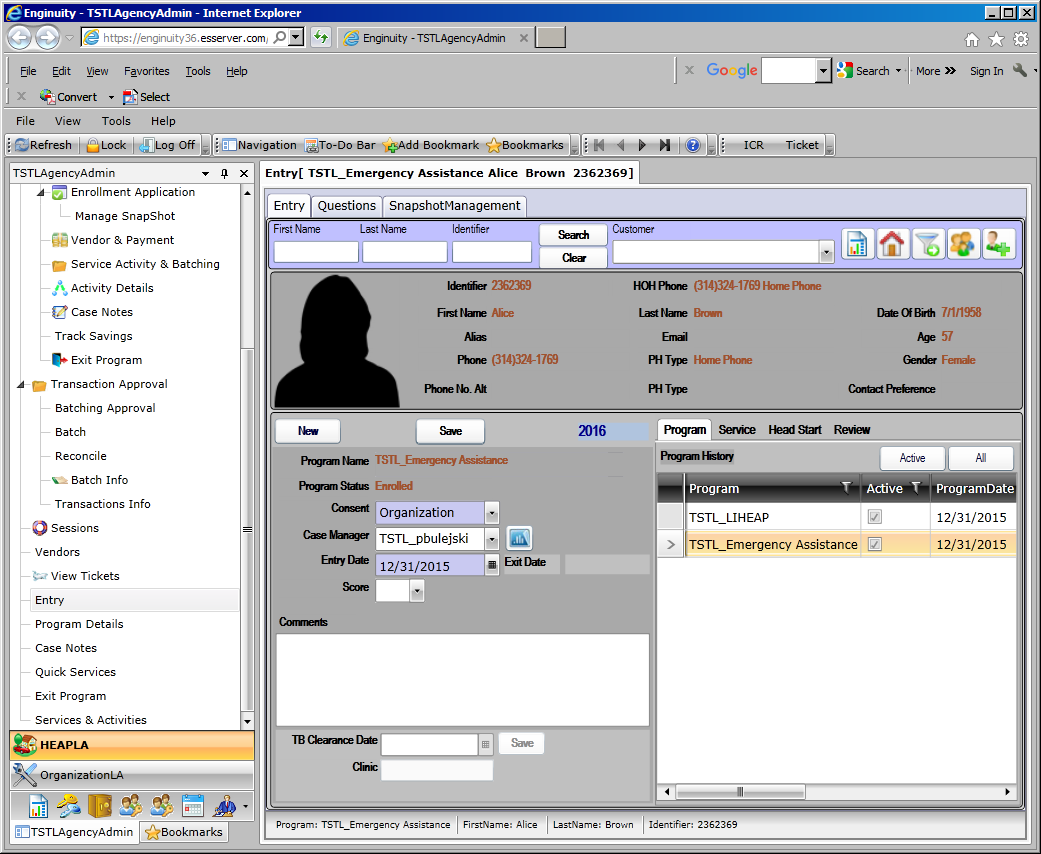 Enginuity - TSTLAgencyAdmin - Internet Explorer
https://enginuity36.esserver.com/
Enginuity - TSTLAgencyAdmin
File Edit View Favorites Tools Help
Google Search More Sign In
Convert Select
File View Tools Help
Refresh Lock Log Off Navigation To-Do Bar Add Bookmark Bookmarks ICR Ticket
TSTLAgencyAdmin
Enrollment Application
Manage SnapShot
Vendor & Payment
Service Activity & Batching
Activity Details
Case Notes
Track Savings
Exit Program
Transaction Approval
Batching Approval
Batch
Reconcile
Batch Info
Transactions Info
Sessions
Vendors
View Tickets
Entry
Program Details
Case Notes
Quick Services
Exit Program
Services & Activities
HEAPLA
OrganizationLA
TSTLAgencyAdmin Bookmarks
Entry[ TSTL_Emergency Assistance Alice Brown 2362369]
Entry Questions SnapshotManagement
First Name Last Name Identifier Search Customer
Clear
Identifier 2362369 HOH Phone (314)324-1769 Home Phone
First Name Alice Last Name Brown Date Of Birth 7/1/1958
Alias Email Age 57
Phone (314)324-1769 PH Type Home Phone Gender Female
Phone No. Alt PH Type Contact Preference
New Save 2016
Program Name TSTL_Emergency Assistance
Program Status Enrolled
Consent Organization
Case Manager TSTL_pbulejski
Entry Date 12/31/2015 Exit Date
Score
Comments
TB Clearance Date Save
Clinic
Program Service Head Start Review
Program History Active All
Program Active ProgramDate
TSTL_LIHEAP 12/31/2015
TSTL_Emergency Assistance 12/31/2015
Program: TSTL_Emergency Assistance FirstName: Alice LastName: Brown Identifier: 2362369